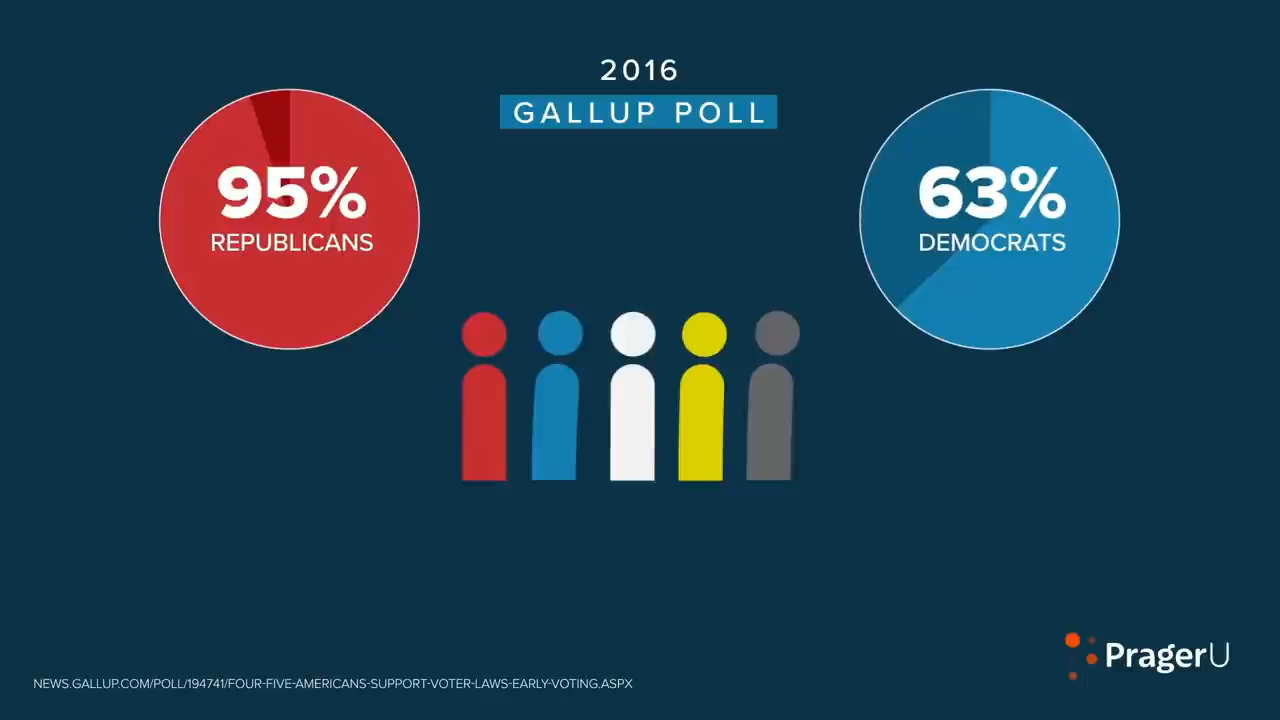 2016
GALLUP POLL
95%
REPUBLICANS
63%
DEMOCRATS
PragerU
NEWS.GALLUP.COM/POLL/194741/FOUR-FIVE-AMERICANS-SUPPORT-VOTER-LAWS-EARLY-VOTING.ASPX